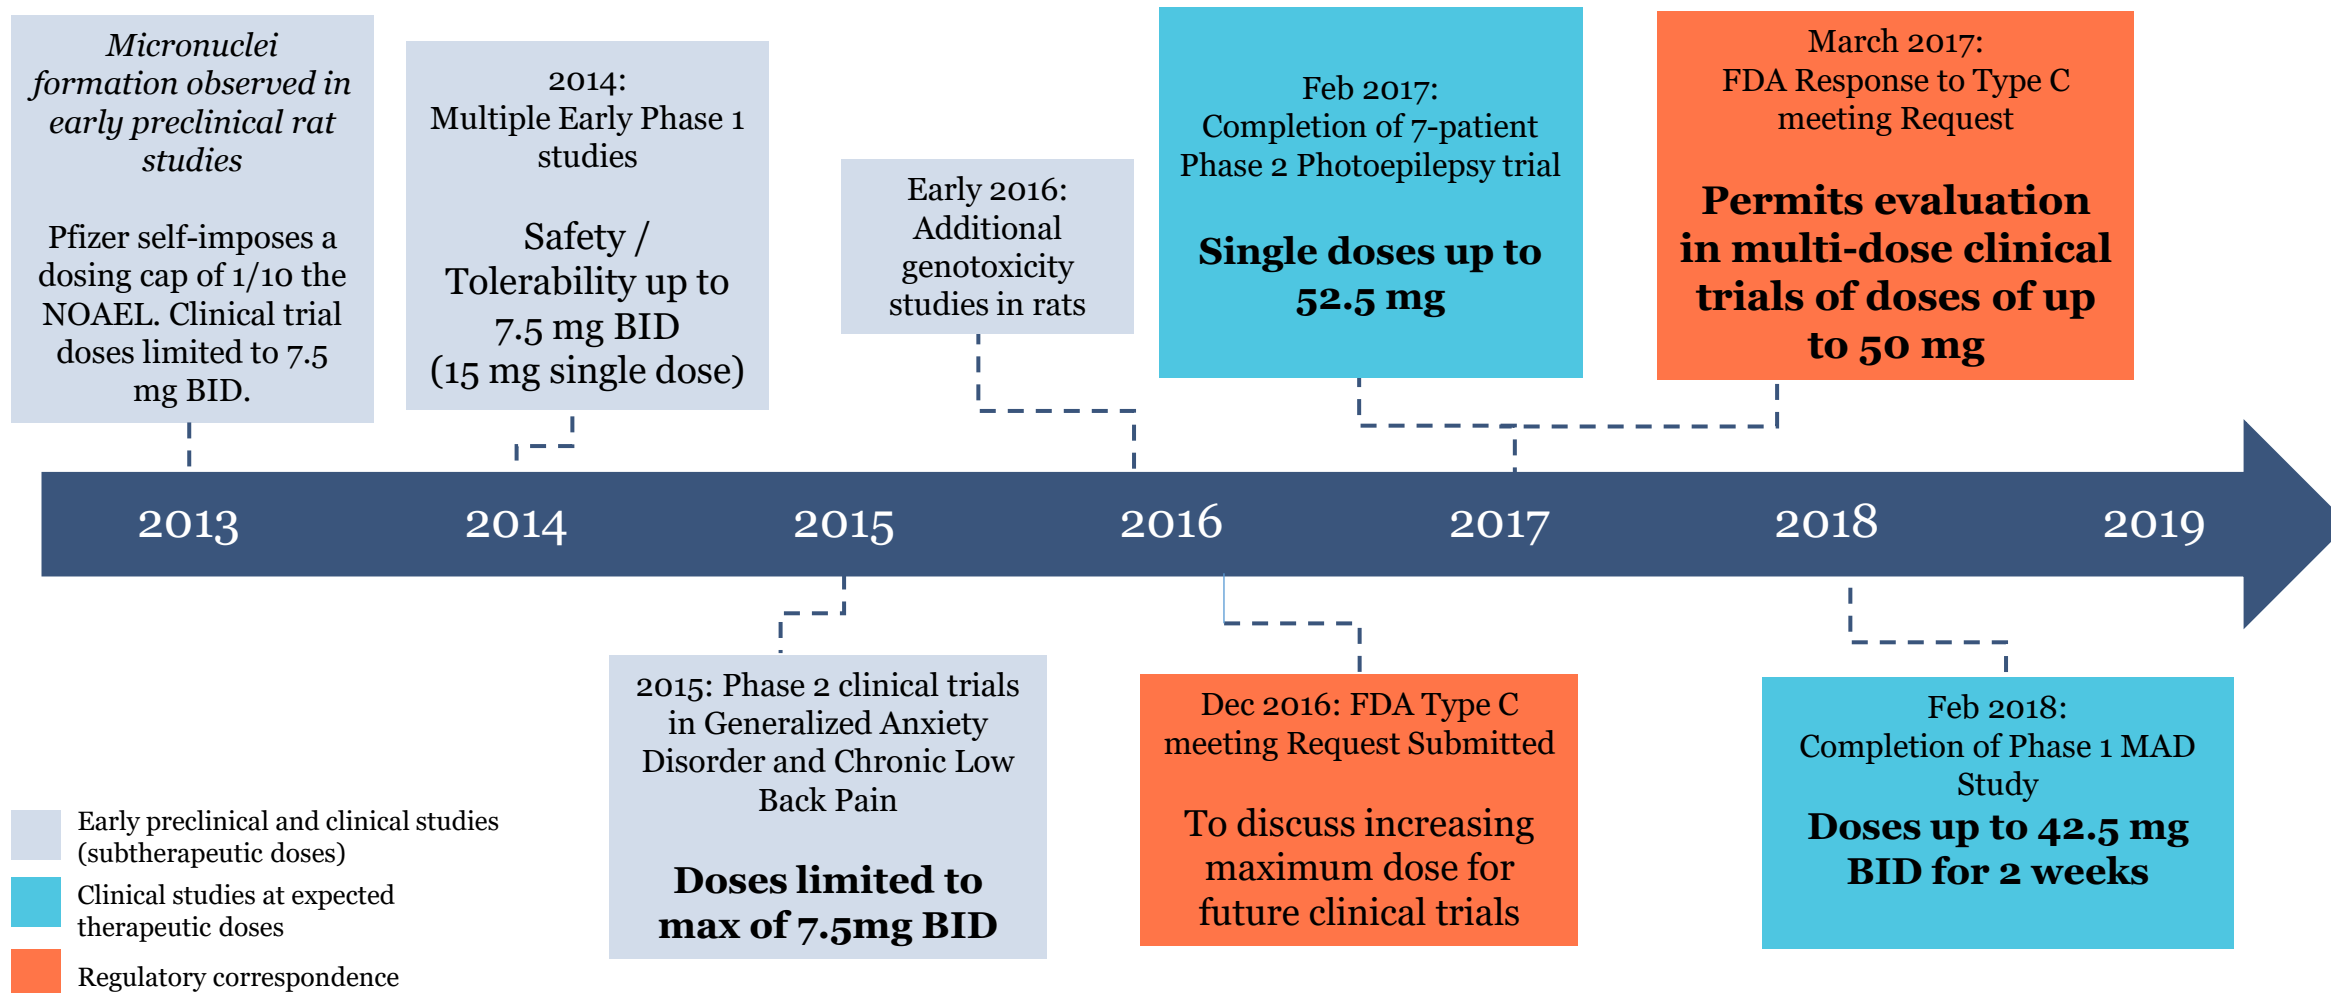 Micronuclei
formation observed in
early preclinical rat
studies
Pfizer self-imposes a
dosing cap of 1/10 the
NOAEL. Clinical trial
doses limited to 7.5
mg BID.
2014:
Multiple Early Phase 1
studies
Safety /
Tolerability up to
7.5 mg BID
(15 mg single dose)
Early 2016:
Additional
genotoxicity
studies in rats
Feb 2017:
Completion of 7-patient
Phase 2 Photoepilepsy trial
Single doses up to
52.5 mg
March 2017:
FDA Response to Type C
meeting Request
Permits evaluation
in multi-dose clinical
trials of doses of up
to 50 mg
2013
2014
2015
2016
2017
2018
2019
2015: Phase 2 clinical trials
in Generalized Anxiety
Disorder and Chronic Low
Back Pain
Doses limited to
max of 7.5mg BID
Dec 2016: FDA Type C
meeting Request Submitted
To discuss increasing
maximum dose for
future clinical trials
Feb 2018:
Completion of Phase 1 MAD
Study
Doses up to 42.5 mg
BID for 2 weeks
Early preclinical and clinical studies
(subtherapeutic doses)
Clinical studies at expected
therapeutic doses
Regulatory correspondence